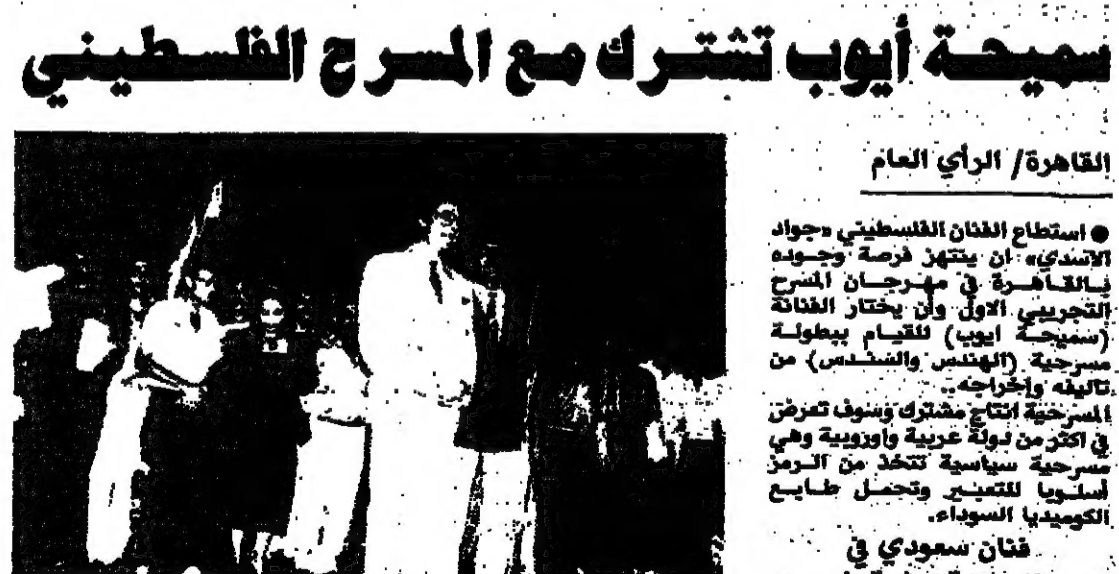 سميحة أيوب تشترك مع المسرح الفلسطيني
القاهرة/ الرأي العام
● استطاع الفنان الفلسطيني «جواد
الاسدي» ان ينتهز فرصة وجوده
بالقاهرة في مهرجان المسرح
التجريبي الاول وان يختار الفنانة
(سميحة ايوب) للقيام ببطولة
مسرحية (الهندس والسندس) من
تاليفه وإخراجه..
المسرحية انتاج مشترك وسوف تعرض
في اكثر من دولة عربية واوروبية وهي
مسرحية سياسية تتخذ من الرمز
أسلوبا للتعبير وتحمل طابع
الكوميديا السوداء.
فنان سعودي في